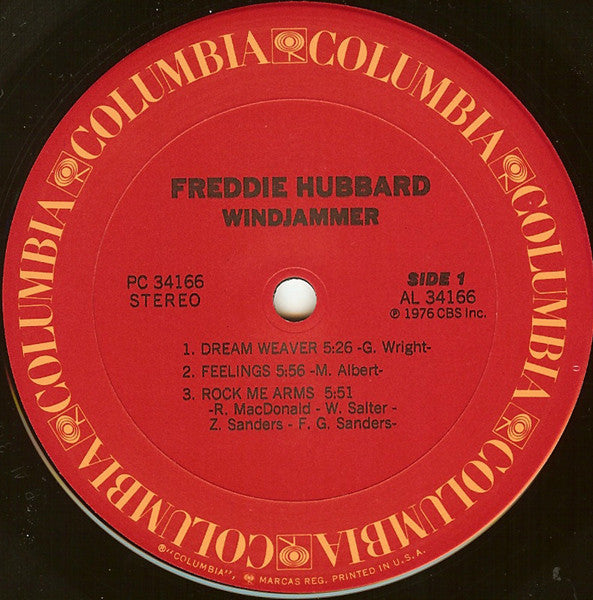 COLUMBIA COLUMBIA COLUMBIA COLUMBIA COLUMBIA COLUMBIA
FREDDIE HUBBARD
WINDJAMMER
PC 34166
STEREO
SIDE 1
AL 34166
℗ 1976 CBS Inc.
1. DREAM WEAVER 5:26 -G. Wright-
2. FEELINGS 5:56 -M. Albert-
3. ROCK ME ARMS 5:51
-R. MacDonald - W. Salter -
Z. Sanders - F. G. Sanders-
®"COLUMBIA", MARCAS REG. PRINTED IN U.S.A.